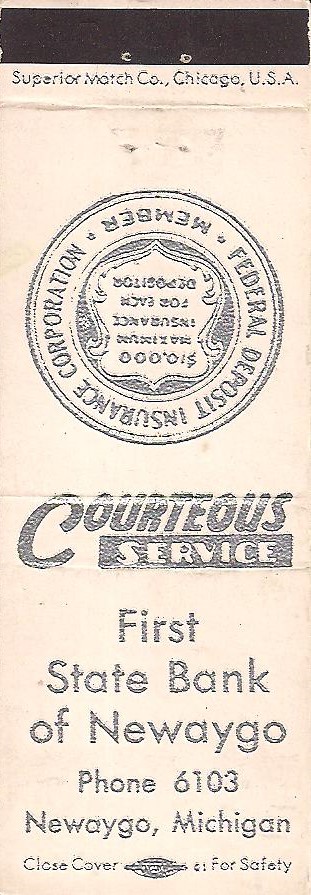 Superior Match Co., Chicago, U.S.A.
MEMBER
FEDERAL DEPOSIT INSURANCE CORPORATION
$10,000
MAXIMUM
INSURANCE
FOR EACH
DEPOSITOR
COURTEOUS
SERVICE
First
State Bank
of Newaygo
Phone 6103
Newaygo, Michigan
Close Cover For Safety